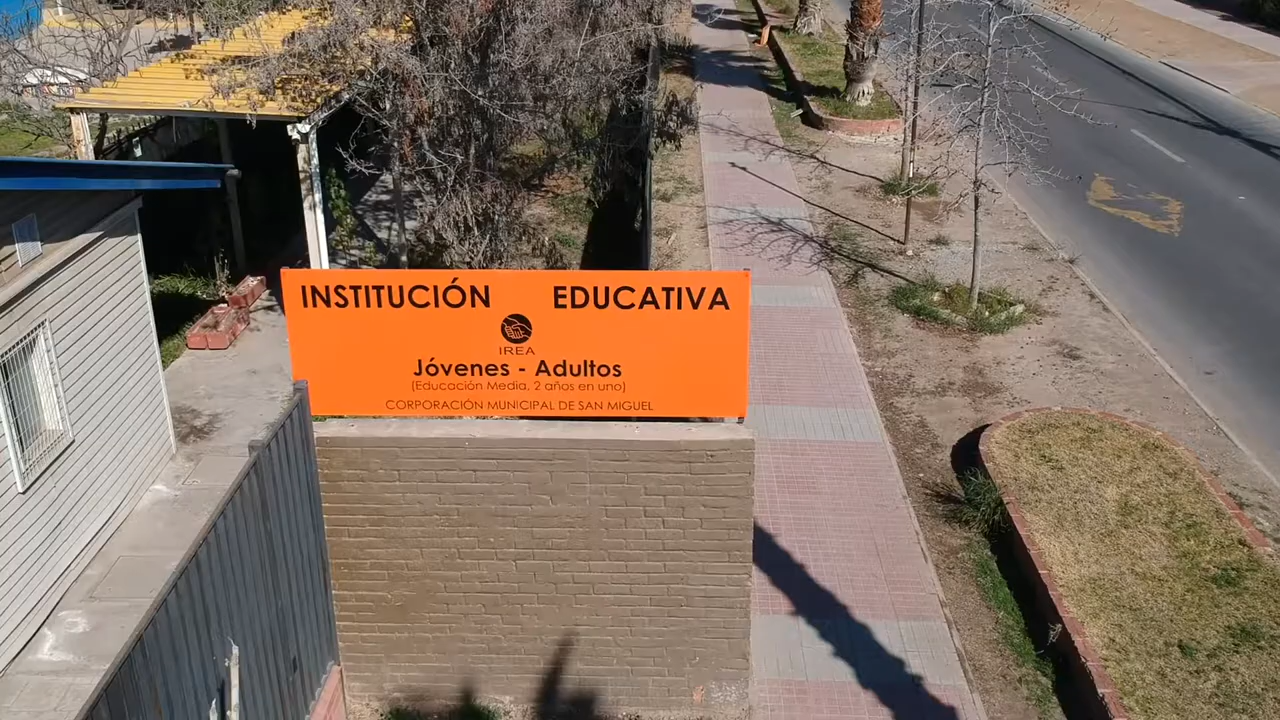 INSTITUCIÓN EDUCATIVA
IREA
Jóvenes - Adultos
(Educación Media, 2 años en uno)
CORPORACIÓN MUNICIPAL DE SAN MIGUEL